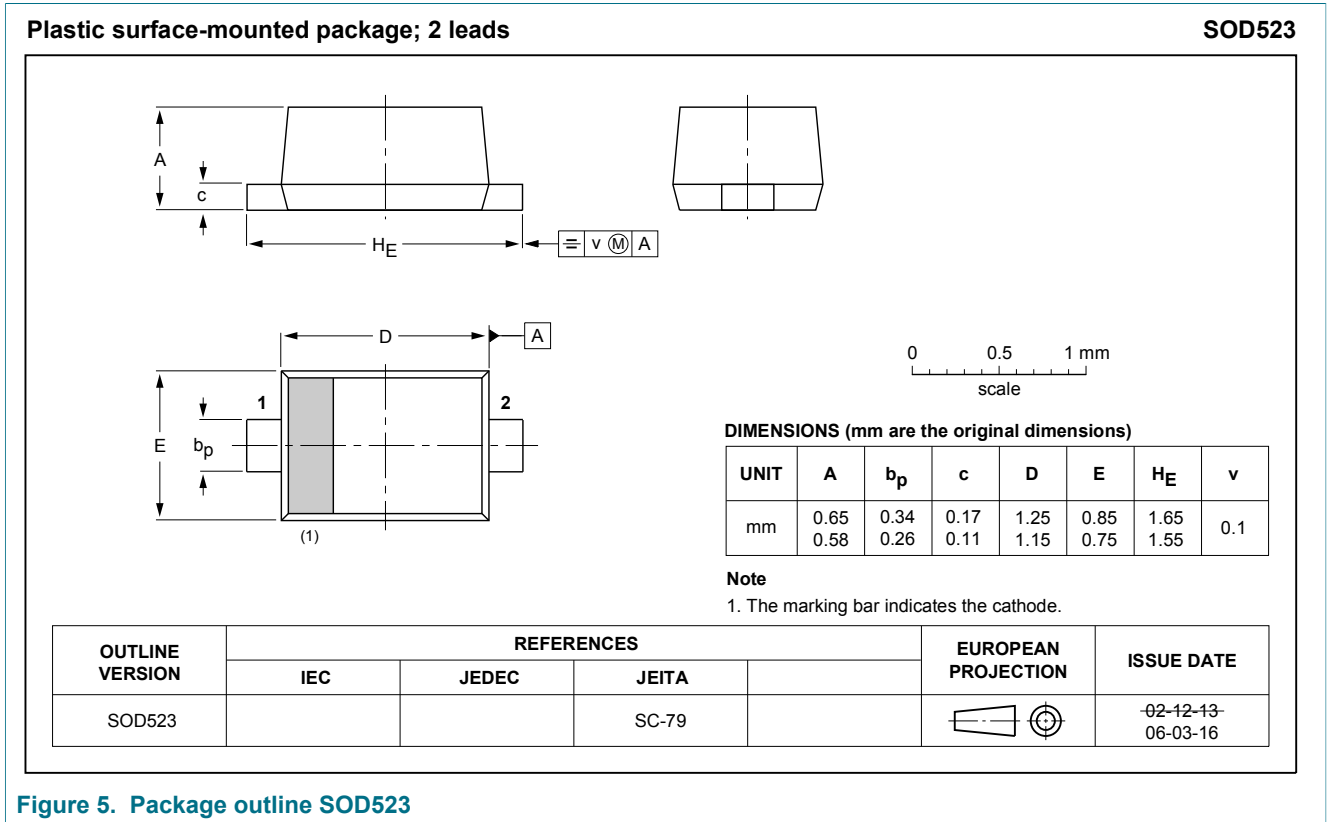 Plastic surface-mounted package; 2 leads SOD523
A
c
HE
v M A
D
A
1
2
E
bp
(1)
0 0.5 1 mm
scale
DIMENSIONS (mm are the original dimensions)
UNIT A bp c D E HE v
mm 0.65 0.58 0.34 0.26 0.17 0.11 1.25 1.15 0.85 0.75 1.65 1.55 0.1
Note
1. The marking bar indicates the cathode.
OUTLINE VERSION
REFERENCES
IEC JEDEC JEITA
EUROPEAN PROJECTION
ISSUE DATE
SOD523 SC-79
02-12-13
06-03-16
Figure 5. Package outline SOD523